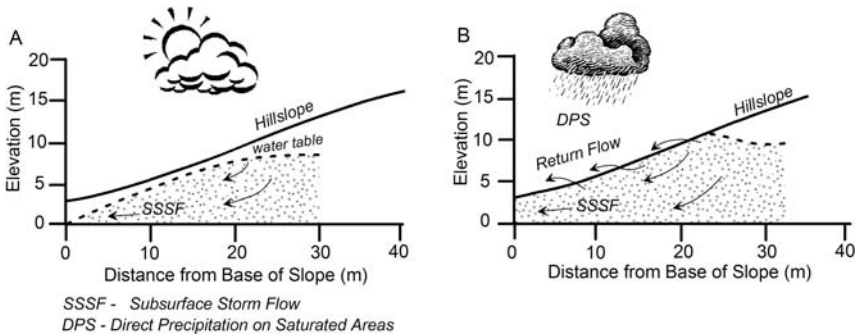 A
Elevation (m)
20
15
10
5
0
Hillslope
water table
SSSF
0 10 20 30 40
Distance from Base of Slope (m)
SSSF - Subsurface Storm Flow
DPS - Direct Precipitation on Saturated Areas
B
Elevation (m)
20
15
10
5
0
DPS
Hillslope
Return Flow
SSSF
0 10 20 30 40
Distance from Base of Slope (m)